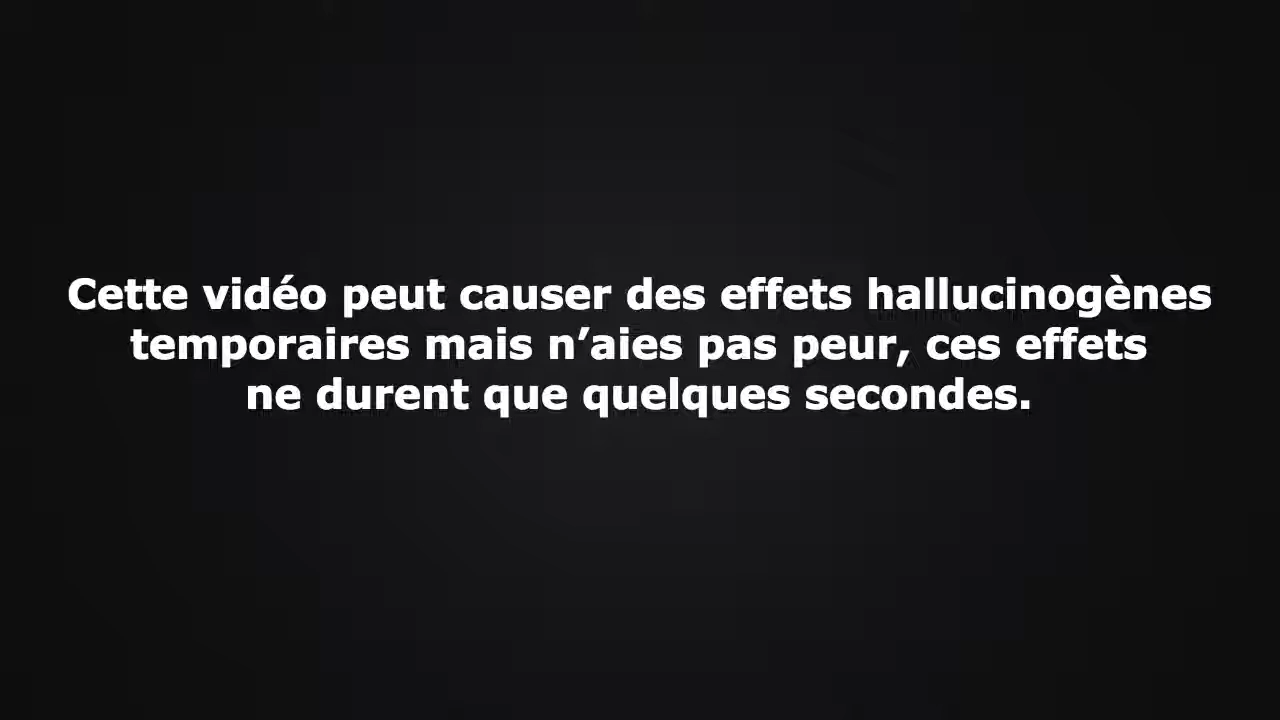 Cette vidéo peut causer des effets hallucinogènes
temporaires mais n’aies pas peur, ces effets
ne durent que quelques secondes.